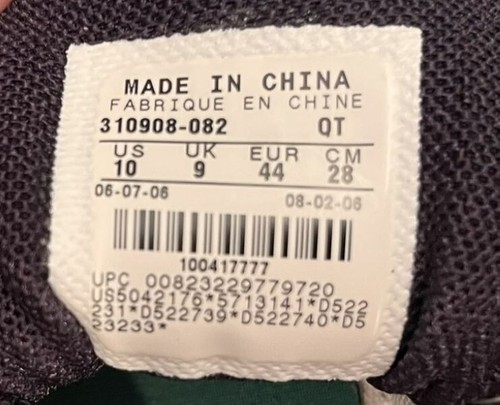 MADE IN CHINA
FABRIQUE EN CHINE
310908-082 QT
US UK EUR CM
10 9 44 28
06-07-06 08-02-06
100417777
UPC 00823229779720
US5042176*5713141*D522
231*D522739*D522740*D5
23233*